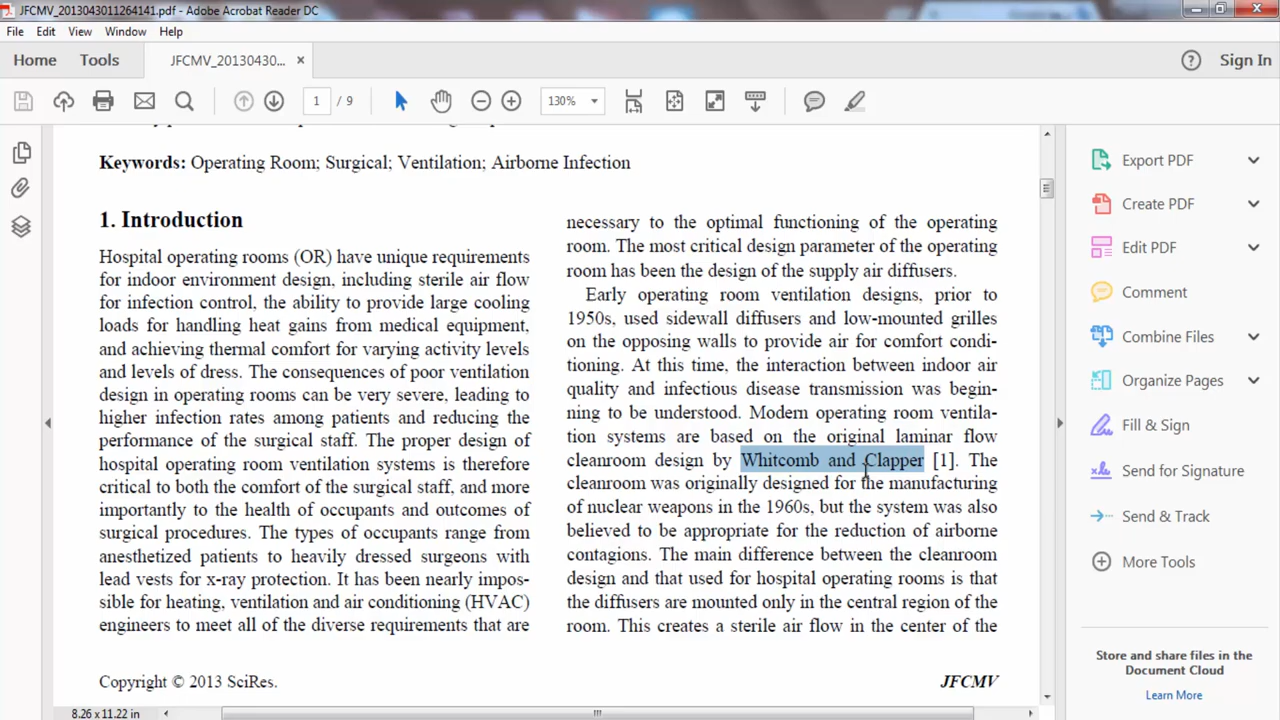 JFCMV_2013043011264141.pdf - Adobe Acrobat Reader DC
File Edit View Window Help
Home Tools JFCMV_20130430... × Sign In
1 / 9 130%
Keywords: Operating Room; Surgical; Ventilation; Airborne Infection
1. Introduction
Hospital operating rooms (OR) have unique requirements
for indoor environment design, including sterile air flow
for infection control, the ability to provide large cooling
loads for handling heat gains from medical equipment,
and achieving thermal comfort for varying activity levels
and levels of dress. The consequences of poor ventilation
design in operating rooms can be very severe, leading to
higher infection rates among patients and reducing the
performance of the surgical staff. The proper design of
hospital operating room ventilation systems is therefore
critical to both the comfort of the surgical staff, and more
importantly to the health of occupants and outcomes of
surgical procedures. The types of occupants range from
anesthetized patients to heavily dressed surgeons with
lead vests for x-ray protection. It has been nearly impos-
sible for heating, ventilation and air conditioning (HVAC)
engineers to meet all of the diverse requirements that are
necessary to the optimal functioning of the operating
room. The most critical design parameter of the operating
room has been the design of the supply air diffusers.
Early operating room ventilation designs, prior to
1950s, used sidewall diffusers and low-mounted grilles
on the opposing walls to provide air for comfort condi-
tioning. At this time, the interaction between indoor air
quality and infectious disease transmission was begin-
ning to be understood. Modern operating room ventila-
tion systems are based on the original laminar flow
cleanroom design by Whitcomb and Clapper [1]. The
cleanroom was originally designed for the manufacturing
of nuclear weapons in the 1960s, but the system was also
believed to be appropriate for the reduction of airborne
contagions. The main difference between the cleanroom
design and that used for hospital operating rooms is that
the diffusers are mounted only in the central region of the
room. This creates a sterile air flow in the center of the
Copyright © 2013 SciRes.
JFCMV
8.26 x 11.22 in
Export PDF
Create PDF
Edit PDF
Comment
Combine Files
Organize Pages
Fill & Sign
Send for Signature
Send & Track
More Tools
Store and share files in the
Document Cloud
Learn More